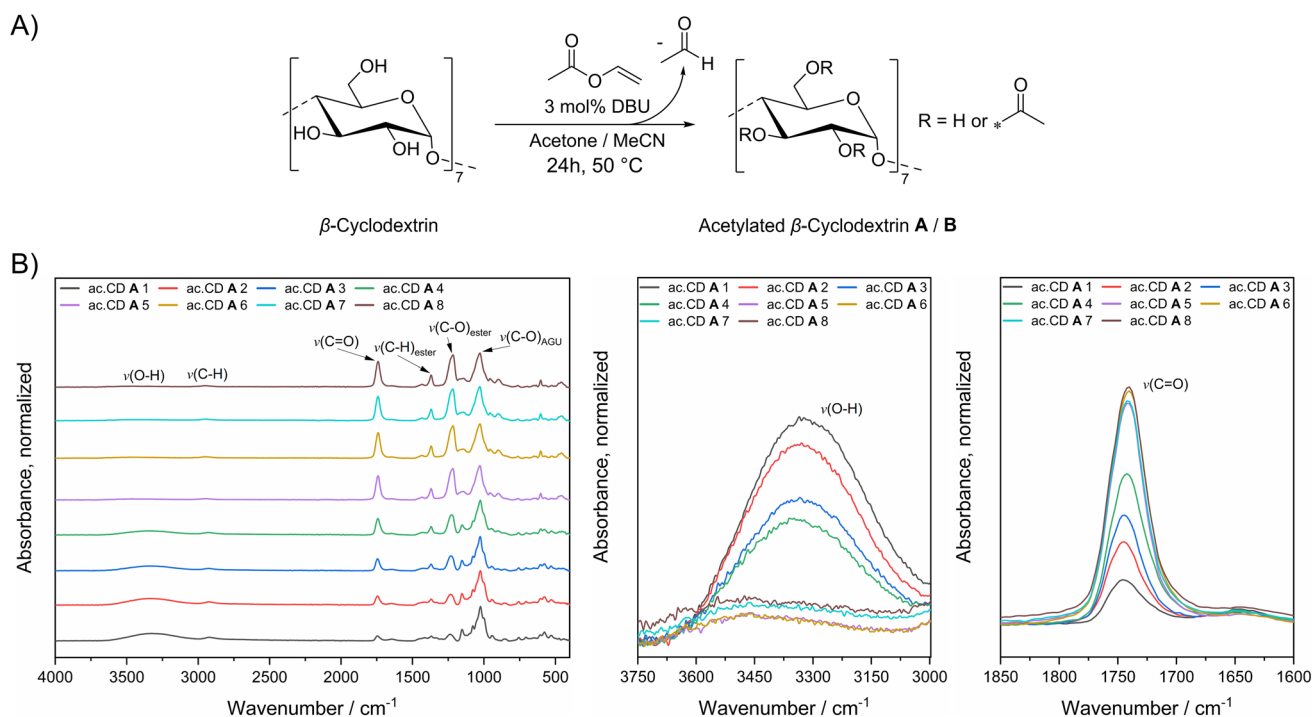 A)
OH
O
HO
OH
O
7
O
O
-
O
H
3 mol% DBU
Acetone / MeCN
24h, 50 °C
OR
O
RO
OR
O
7
R = H or
O
*
β-Cyclodextrin
Acetylated β-Cyclodextrin A / B
B)
ac.CD A 1 ac.CD A 2 ac.CD A 3 ac.CD A 4
ac.CD A 5 ac.CD A 6 ac.CD A 7 ac.CD A 8
ν(O-H)
ν(C-H)
ν(C=O)
ν(C-H)ester
ν(C-O)ester
ν(C-O)AGU
Absorbance, normalized
4000 3500 3000 2500 2000 1500 1000 500
Wavenumber / cm-1
ac.CD A 1 ac.CD A 2 ac.CD A 3
ac.CD A 4 ac.CD A 5 ac.CD A 6
ac.CD A 7 ac.CD A 8
ν(O-H)
Absorbance, normalized
3750 3600 3450 3300 3150 3000
Wavenumber / cm-1
ac.CD A 1 ac.CD A 2 ac.CD A 3
ac.CD A 4 ac.CD A 5 ac.CD A 6
ac.CD A 7 ac.CD A 8
ν(C=O)
Absorbance, normalized
1850 1800 1750 1700 1650 1600
Wavenumber / cm-1